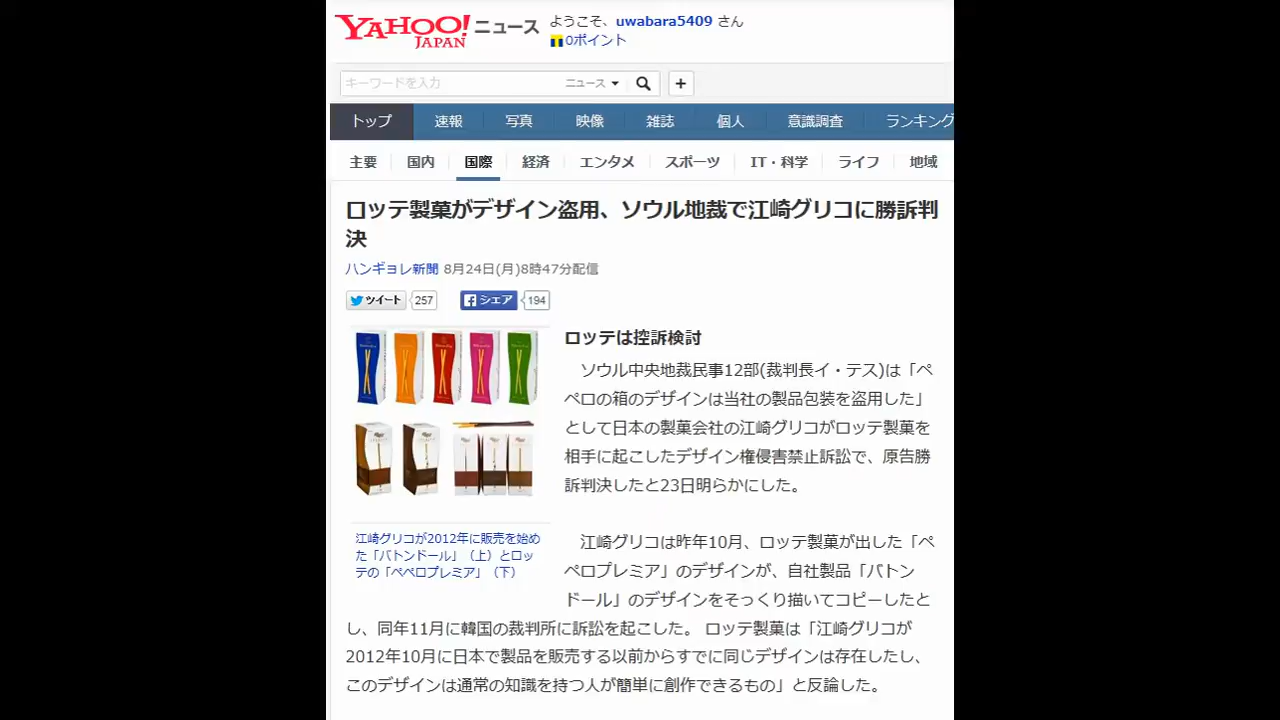 YAHOO! JAPAN ニュース
ようこそ、uwabara5409 さん
0ポイント
キーワードを入力 ニュース
トップ 速報 写真 映像 雑誌 個人 意識調査 ランキング
主要 国内 国際 経済 エンタメ スポーツ IT・科学 ライフ 地域
ロッテ製菓がデザイン盗用、ソウル地裁で江崎グリコに勝訴判
決
ハンギョレ新聞 8月24日(月)8時47分配信
ツイート 257 シェア 194
江崎グリコが2012年に販売を始め
た「バトンドール」（上）とロッ
テの「ペペロプレミア」（下）
ロッテは控訴検討
ソウル中央地裁民事12部(裁判長イ・テス)は「ペ
ペロの箱のデザインは当社の製品包装を盗用した」
として日本の製菓会社の江崎グリコがロッテ製菓を
相手に起こしたデザイン権侵害禁止訴訟で、原告勝
訴判決したと23日明らかにした。
江崎グリコは昨年10月、ロッテ製菓が出した「ペ
ペロプレミア」のデザインが、自社製品「バトン
ドール」のデザインをそっくり描いてコピーしたと
し、同年11月に韓国の裁判所に訴訟を起こした。 ロッテ製菓は「江崎グリコが
2012年10月に日本で製品を販売する以前からすでに同じデザインは存在したし、
このデザインは通常の知識を持つ人が簡単に創作できるもの」と反論した。